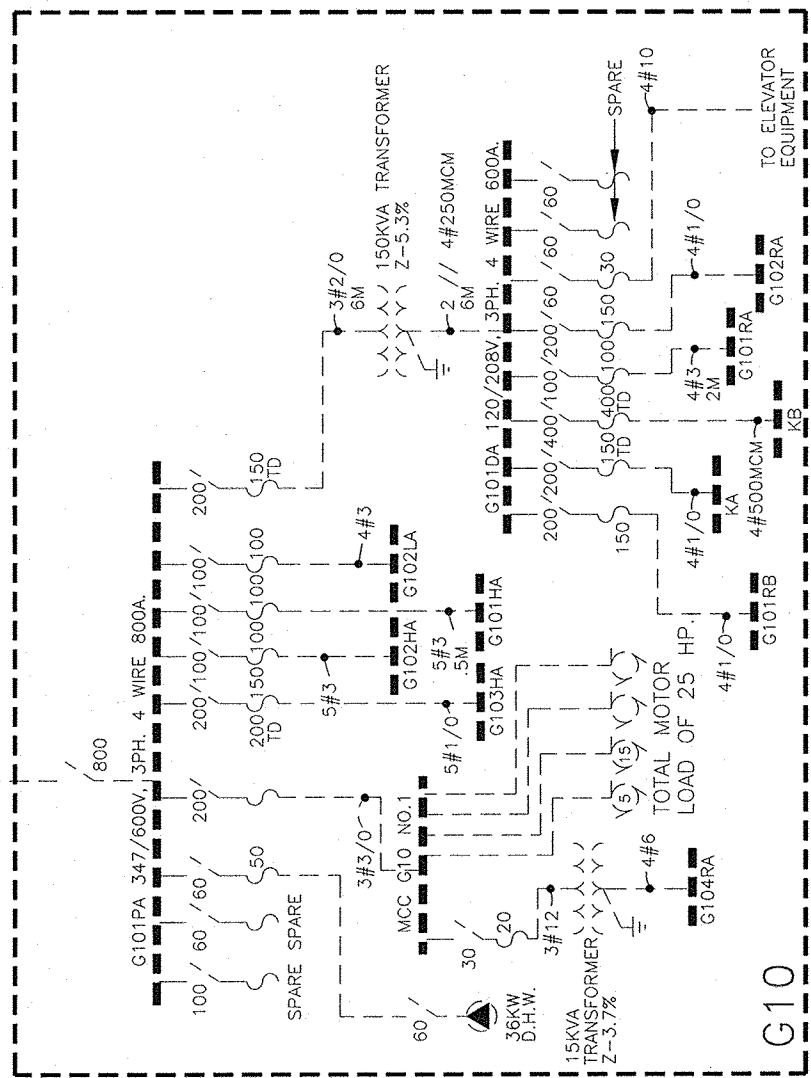 800
G101PA 347/600V, 3PH. 4 WIRE 800A.
100
60
60
200
200/100/100/100
200
SPARE
SPARE
50
200
TD
150
100
100
100
150
TD
60
36KW
D.H.W.
3#3/0
5#1/0
5#3
5#3
.5M
4#3
G103HA
G102HA
G101HA
G102LA
MCC G10 NO.1
30
20
3#12
15KVA
TRANSFORMER
Z-3.7%
4#6
G104RA
5
15
TOTAL MOTOR
LOAD OF 25 HP.
3#2/0
6M
150KVA TRANSFORMER
Z-5.3%
2 // 4#250MCM
6M
G101DA 120/208V, 3PH. 4 WIRE 600A.
200/200/400/100/200/60 /60 /60
150
150
TD
400
TD
100
150
30
SPARE
4#10
TO ELEVATOR
EQUIPMENT
4#1/0
G101RB
4#1/0
KA
4#500MCM
KB
4#3
2M
G101RA
4#1/0
G102RA
G10